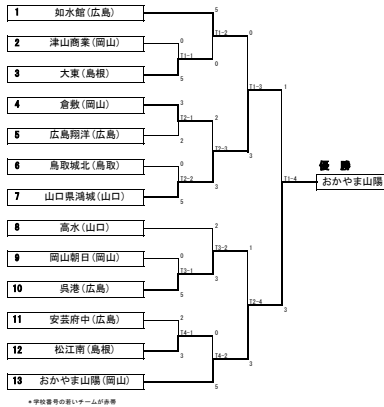 1 如水館(広島)
2 津山商業(岡山)
3 大東(島根)
4 倉敷(岡山)
5 広島翔洋(広島)
6 鳥取城北(鳥取)
7 山口県鴻城(山口)
8 高水(山口)
9 岡山朝日(岡山)
10 呉港(広島)
11 安芸府中(広島)
12 松江南(島根)
13 おかやま山陽(岡山)
5
T1-2
0
0
T1-1
5
0
T1-3
3
3
T2-1
2
2
T2-3
3
0
T2-2
5
1
T1-4
3
2
T3-2
3
0
T3-1
5
1
T2-4
3
2
T4-1
3
0
T4-2
5
優 勝
おかやま山陽
*学校番号の若いチームが赤帯